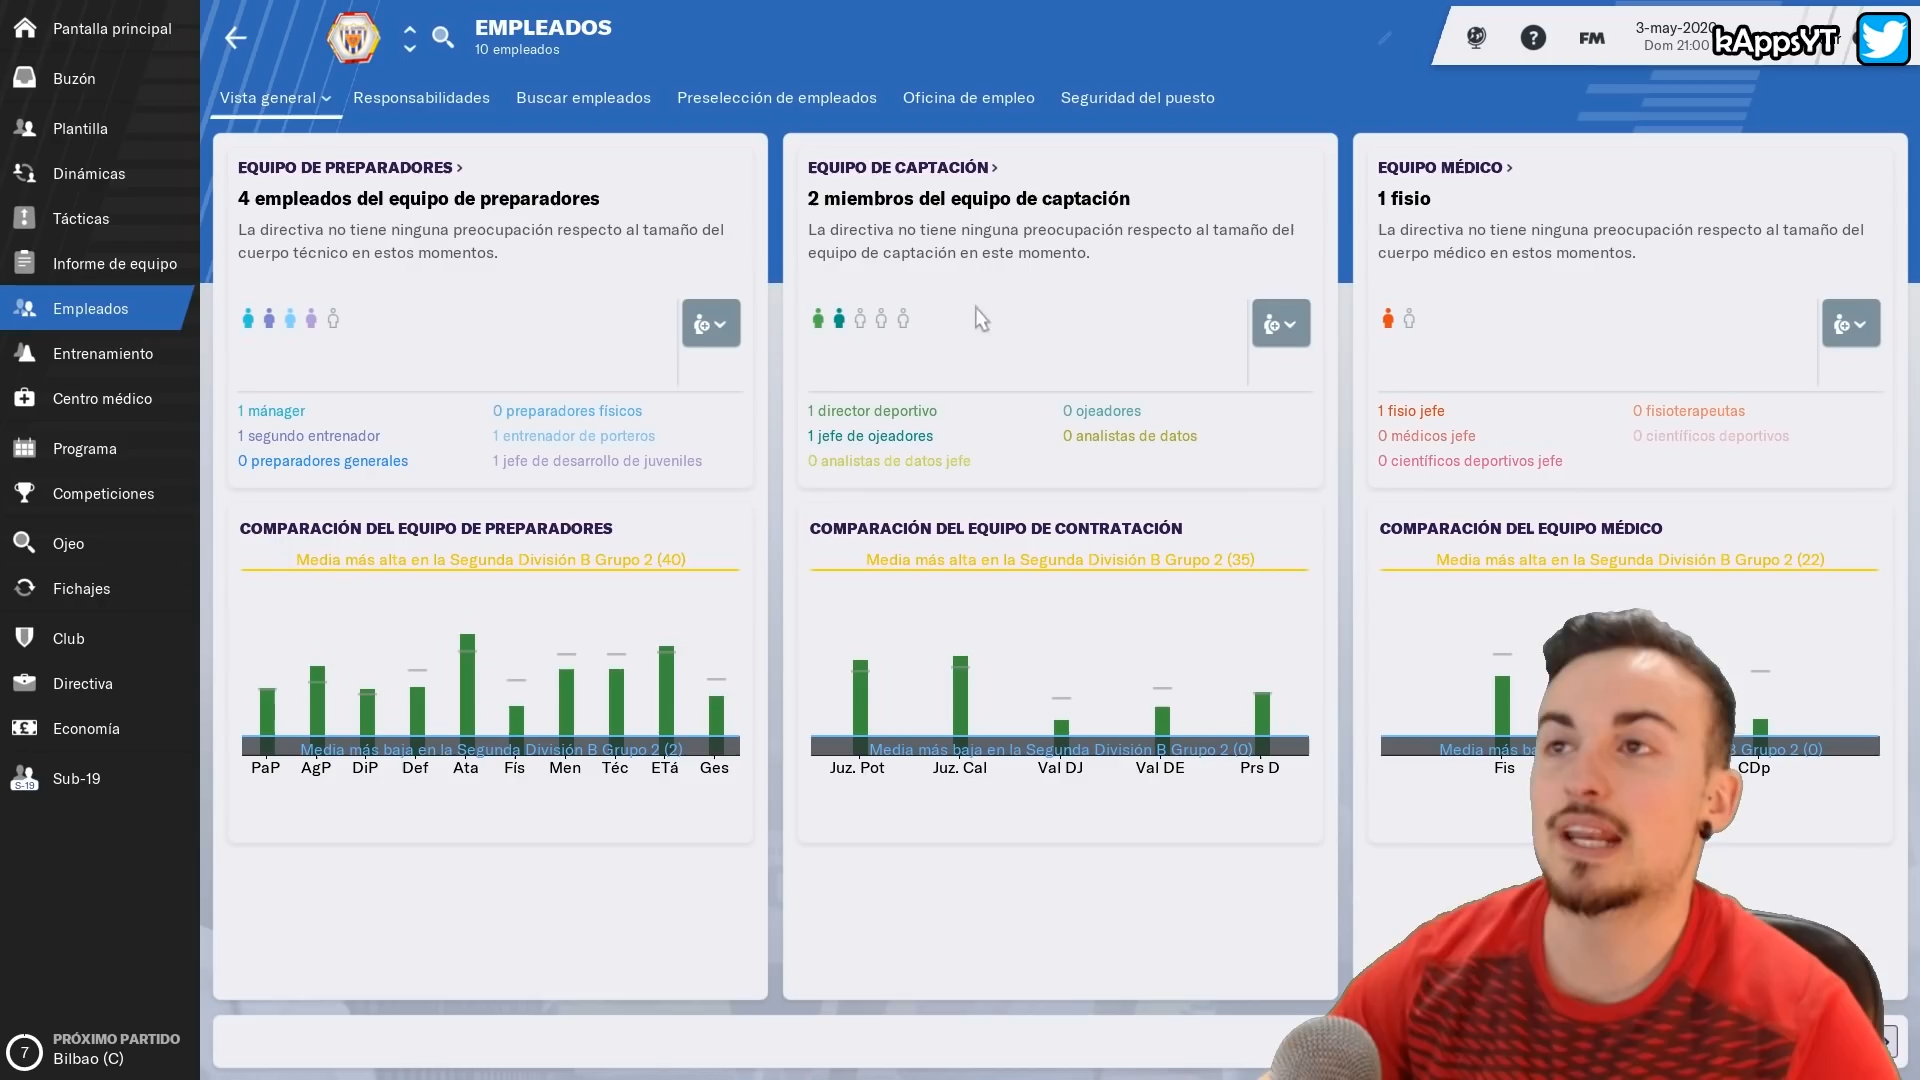 Pantalla principal
Buzón
Plantilla
Dinámicas
Tácticas
Informe de equipo
Empleados
Entrenamiento
Centro médico
Programa
Competiciones
Ojeo
Fichajes
Club
Directiva
Economía
Sub-19
S-19
7
PRÓXIMO PARTIDO
Bilbao (C)
EMPLEADOS
10 empleados
FM
3-may-2020
Dom 21:00
kAppsYT
Vista general
Responsabilidades
Buscar empleados
Preselección de empleados
Oficina de empleo
Seguridad del puesto
EQUIPO DE PREPARADORES >
4 empleados del equipo de preparadores
La directiva no tiene ninguna preocupación respecto al tamaño del
cuerpo técnico en estos momentos.
1 mánager
0 preparadores físicos
1 segundo entrenador
1 entrenador de porteros
0 preparadores generales
1 jefe de desarrollo de juveniles
COMPARACIÓN DEL EQUIPO DE PREPARADORES
Media más alta en la Segunda División B Grupo 2 (40)
Media más baja en la Segunda División B Grupo 2 (2)
PaP AgP DiP Def Ata Fís Men Téc ETá Ges
EQUIPO DE CAPTACIÓN >
2 miembros del equipo de captación
La directiva no tiene ninguna preocupación respecto al tamaño del
equipo de captación en este momento.
1 director deportivo
0 ojeadores
1 jefe de ojeadores
0 analistas de datos
0 analistas de datos jefe
COMPARACIÓN DEL EQUIPO DE CONTRATACIÓN
Media más alta en la Segunda División B Grupo 2 (35)
Media más baja en la Segunda División B Grupo 2 (0)
Juz. Pot Juz. Cal Val DJ Val DE Prs D
EQUIPO MÉDICO >
1 fisio
La directiva no tiene ninguna preocupación respecto al tamaño del
cuerpo médico en estos momentos.
1 fisio jefe
0 fisioterapeutas
0 médicos jefe
0 científicos deportivos
0 científicos deportivos jefe
COMPARACIÓN DEL EQUIPO MÉDICO
Media más alta en la Segunda División B Grupo 2 (22)
Media más B Grupo 2 (0)
Fis CDp